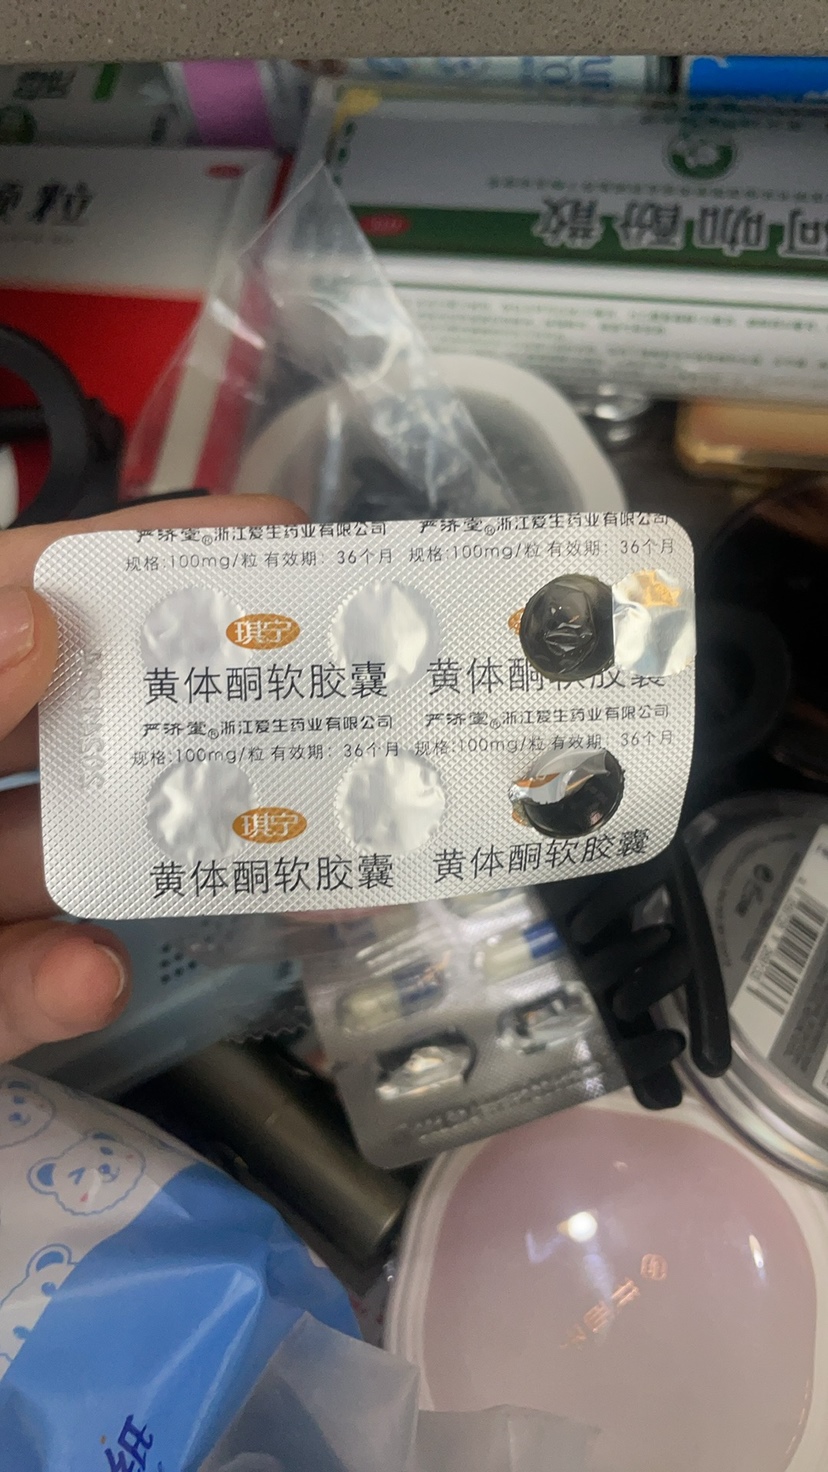 颗粒
阿咖酚散
严济堂®浙江爱生药业有限公司 严济堂®浙江爱生药业有限公司
规格:100mg/粒 有效期：36个月 规格:100mg/粒 有效期：36个月
琪宁
黄体酮软胶囊 黄体酮软胶囊
严济堂®浙江爱生药业有限公司 严济堂®浙江爱生药业有限公司
规格:100mg/粒 有效期：36个月 规格:100mg/粒 有效期：36个月
琪宁
黄体酮软胶囊 黄体酮软胶囊
纸